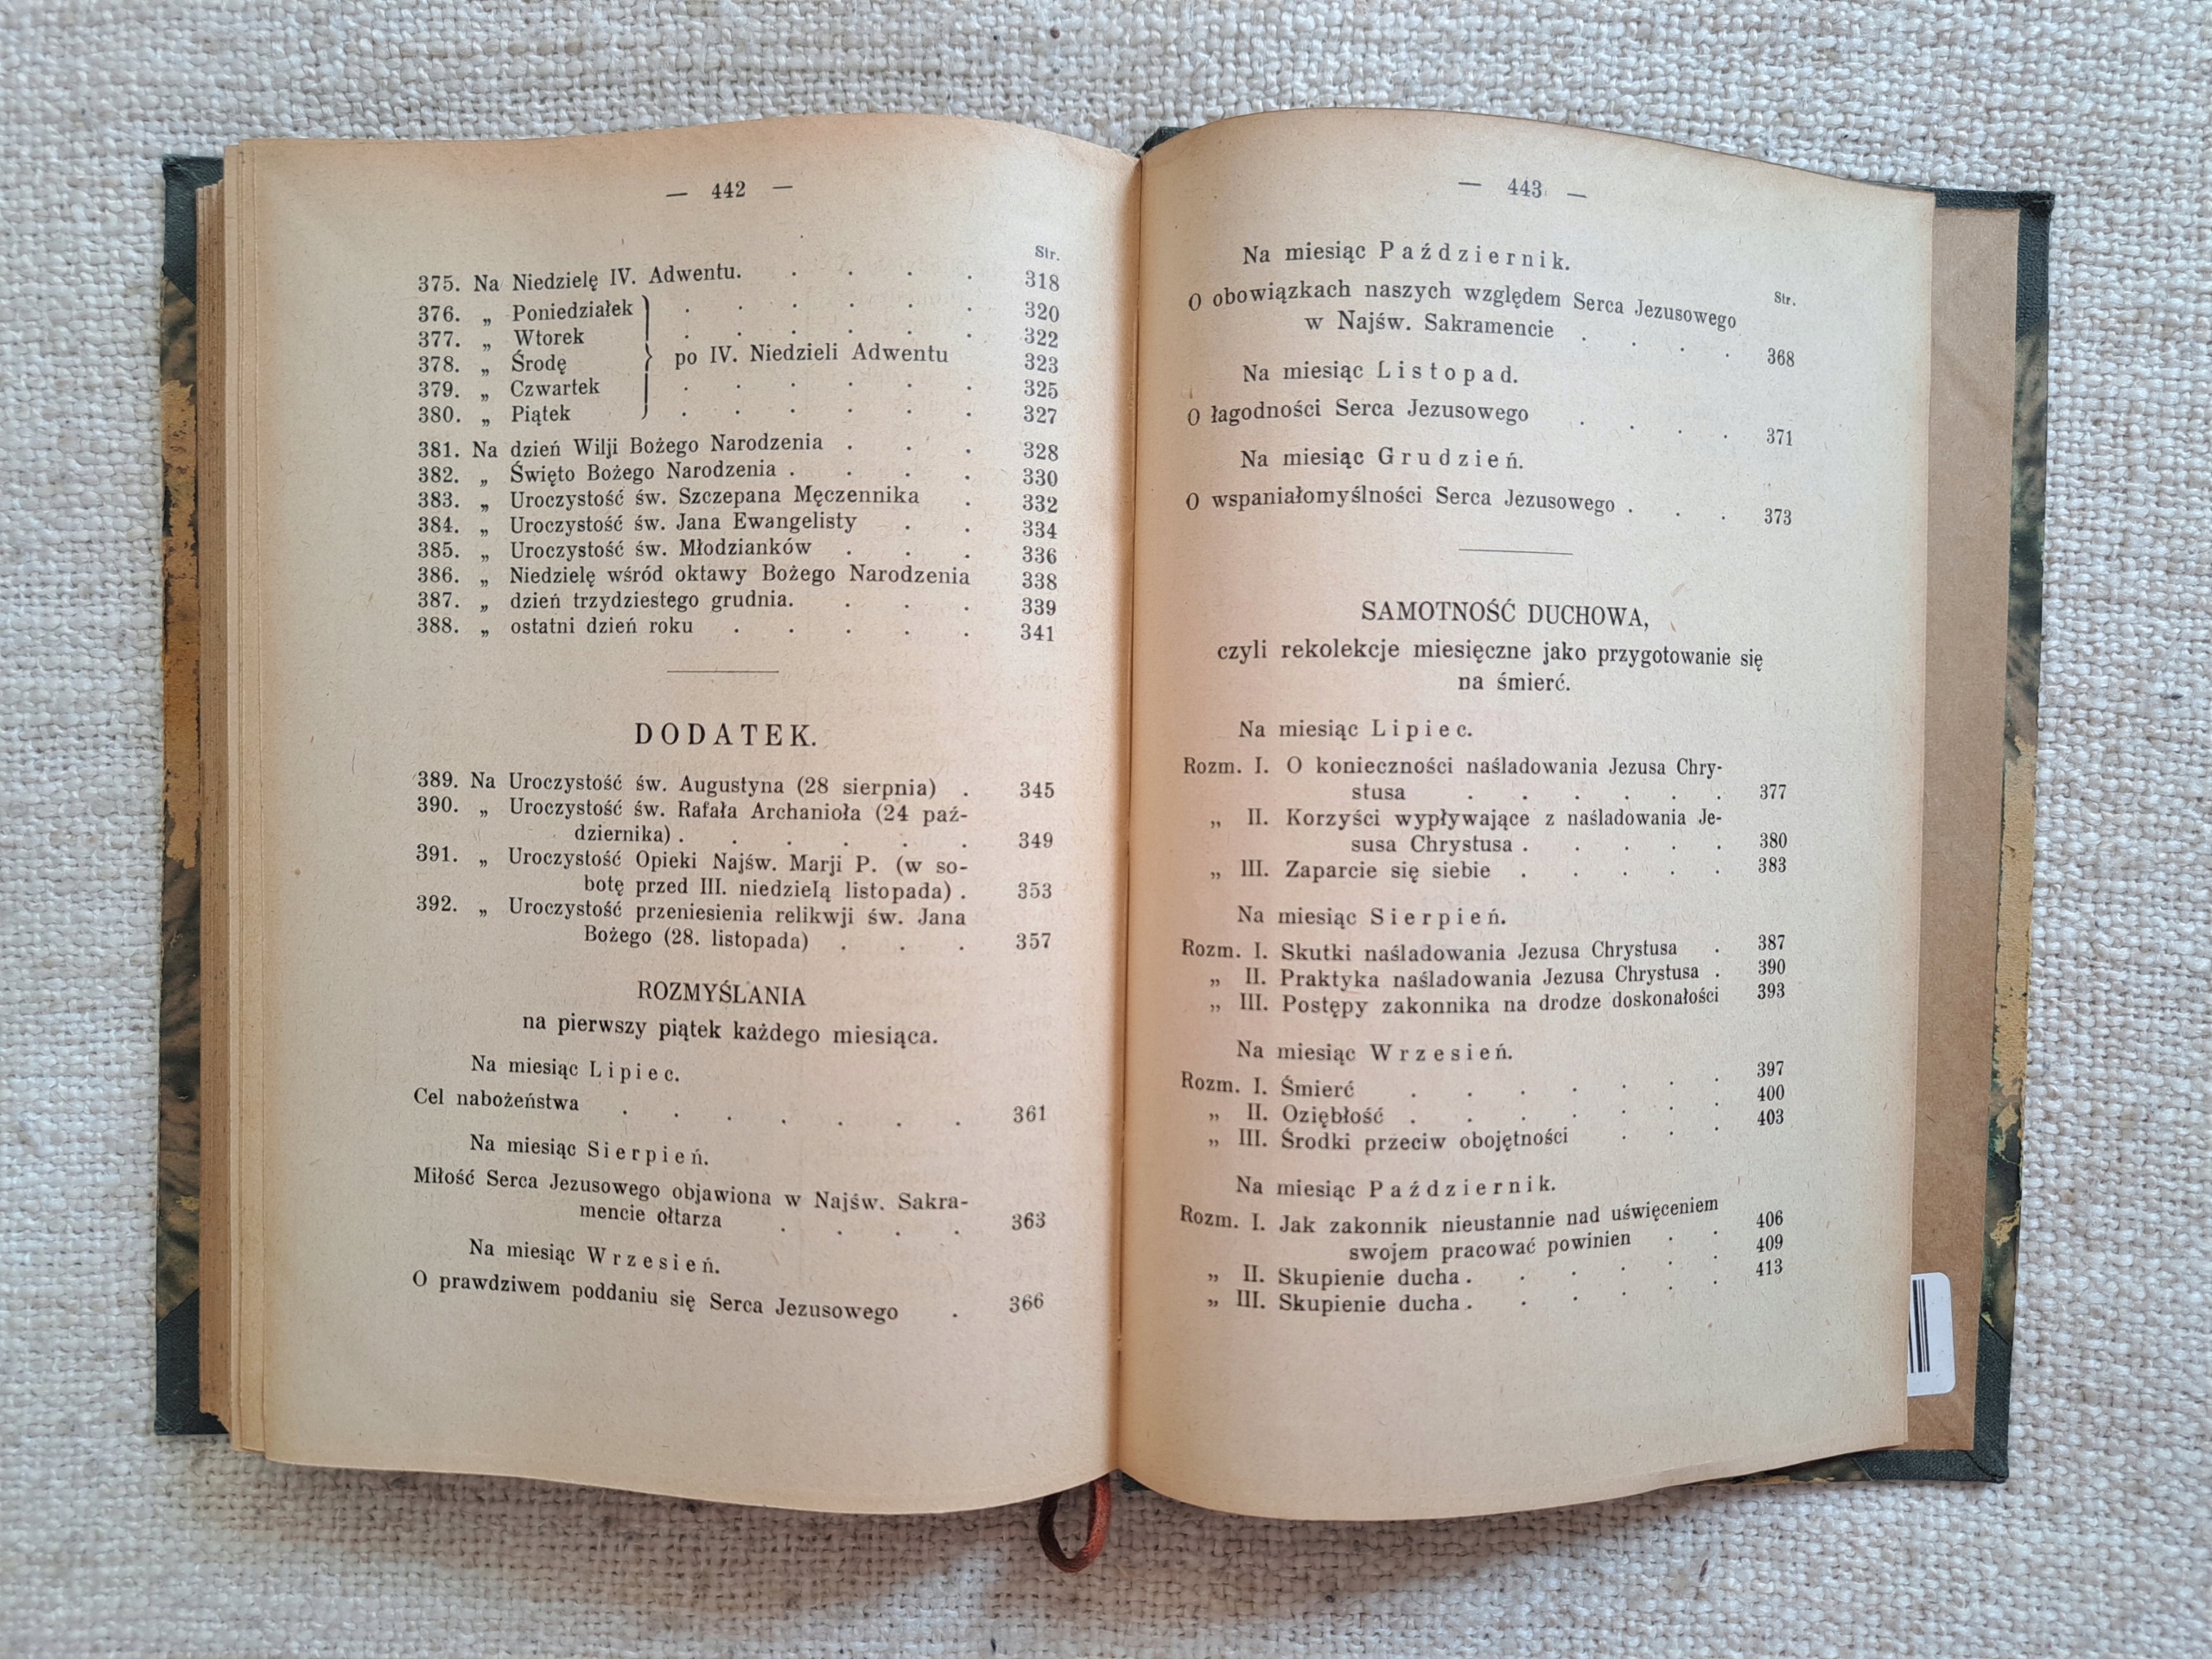 — 442 —
Str.
375. Na Niedzielę IV. Adwentu. . . . . 318
376. „ Poniedziałek . . . . . . 320
377. „ Wtorek . . . . . . 322
378. „ Środę } po IV. Niedzieli Adwentu 323
379. „ Czwartek . . . . . . 325
380. „ Piątek . . . . . . 327
381. Na dzień Wilji Bożego Narodzenia . . . 328
382. „ Święto Bożego Narodzenia . . . . 330
383. „ Uroczystość św. Szczepana Męczennika . 332
384. „ Uroczystość św. Jana Ewangelisty . . 334
385. „ Uroczystość św. Młodzianków . . . 336
386. „ Niedzielę wśród oktawy Bożego Narodzenia 338
387. „ dzień trzydziestego grudnia. . . . 339
388. „ ostatni dzień roku . . . . . 341
DODATEK.
389. Na Uroczystość św. Augustyna (28 sierpnia) . 345
390. „ Uroczystość św. Rafała Archanioła (24 paź-
dziernika) . . . . . . 349
391. „ Uroczystość Opieki Najśw. Marji P. (w so-
botę przed III. niedzielą listopada) . 353
392. „ Uroczystość przeniesienia relikwji św. Jana
Bożego (28. listopada) . . . 357
ROZMYŚLANIA
na pierwszy piątek każdego miesiąca.
Na miesiąc Lipiec.
Cel nabożeństwa . . . . . . . 361
Na miesiąc Sierpień.
Miłość Serca Jezusowego objawiona w Najśw. Sakra-
mencie ołtarza . . . . 363
Na miesiąc Wrzesień.
O prawdziwem poddaniu się Serca Jezusowego . 366
— 443 —
Na miesiąc Październik.
Str.
O obowiązkach naszych względem Serca Jezusowego
w Najśw. Sakramencie . . . . 368
Na miesiąc Listopad.
O łagodności Serca Jezusowego . . . . 371
Na miesiąc Grudzień.
O wspaniałomyślności Serca Jezusowego . . . 373
SAMOTNOŚĆ DUCHOWA,
czyli rekolekcje miesięczne jako przygotowanie się
na śmierć.
Na miesiąc Lipiec.
Rozm. I. O konieczności naśladowania Jezusa Chry-
stusa . . . . . . 377
„ II. Korzyści wypływające z naśladowania Je-
susa Chrystusa . . . . . 380
„ III. Zaparcie się siebie . . . . . 383
Na miesiąc Sierpień.
Rozm. I. Skutki naśladowania Jezusa Chrystusa . 387
„ II. Praktyka naśladowania Jezusa Chrystusa . 390
„ III. Postępy zakonnika na drodze doskonałości 393
Na miesiąc Wrzesień.
Rozm. I. Śmierć . . . . . . . 397
„ II. Oziębłość . . . . . . . 400
„ III. Środki przeciw obojętności . . . 403
Na miesiąc Październik.
Rozm. I. Jak zakonnik nieustannie nad uświęceniem
swojem pracować powinien . . 406
„ II. Skupienie ducha . . . . . . 409
„ III. Skupienie ducha . . . . . . 413